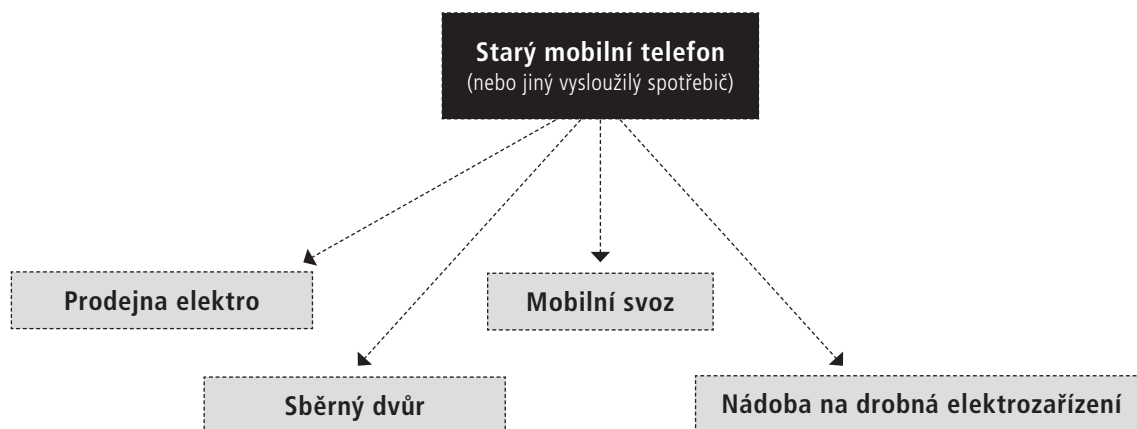 Starý mobilní telefon
(nebo jiný vysloužilý spotřebič)
Prodejna elektro
Mobilní svoz
Sběrný dvůr
Nádoba na drobná elektrozařízení